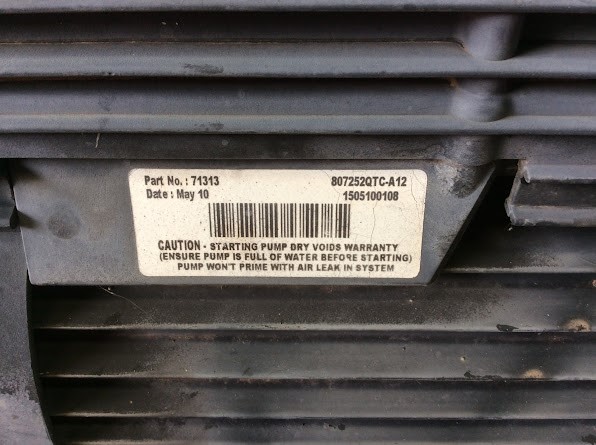 Part No. : 71313 807252QTC-A12
Date : May 10 1505100108
CAUTION - STARTING PUMP DRY VOIDS WARRANTY
(ENSURE PUMP IS FULL OF WATER BEFORE STARTING)
PUMP WON'T PRIME WITH AIR LEAK IN SYSTEM